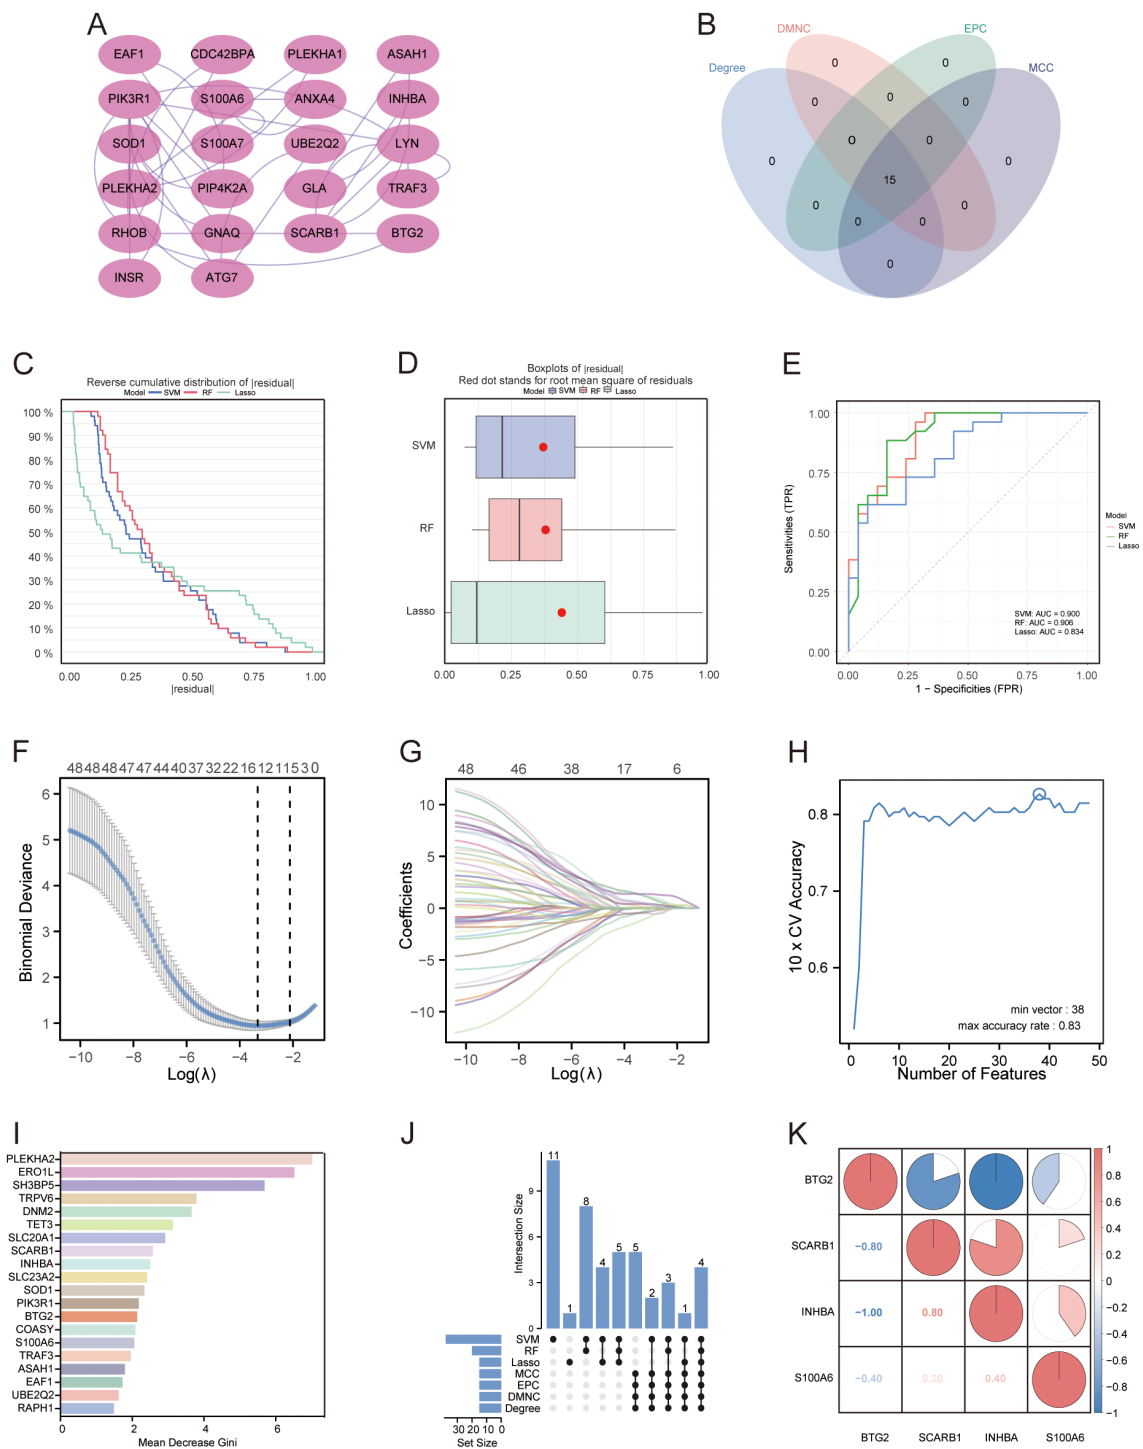 A
EAF1 CDC42BPA PLEKHA1 ASAH1
PIK3R1 S100A6 ANXA4 INHBA
SOD1 S100A7 UBE2Q2 LYN
PLEKHA2 PIP4K2A GLA TRAF3
RHOB GNAQ SCARB1 BTG2
INSR ATG7
B
DMNC EPC
Degree MCC
0 0
0 0 0
0 0
0 15 0
0 0
0 0
0
C
Reverse cumulative distribution of |residual|
Model SVM RF Lasso
100 %
90 %
80 %
70 %
60 %
50 %
40 %
30 %
20 %
10 %
0 %
0.00 0.25 0.50 0.75 1.00
|residual|
D
Boxplots of |residual|
Red dot stands for root mean square of residuals
Model SVM RF Lasso
SVM
RF
Lasso
0.00 0.25 0.50 0.75 1.00
E
Sensitivities (TPR)
1.00
0.75
0.50
0.25
0.00
Model
SVM
RF
Lasso
SVM: AUC = 0.900
RF: AUC = 0.906
Lasso: AUC = 0.834
0.00 0.25 0.50 0.75 1.00
1 − Specificities (FPR)
F
48 48 48 47 47 44 40 37 32 22 16 12 11 5 3 0
Binomial Deviance
6
5
4
3
2
1
−10 −8 −6 −4 −2
Log(λ)
G
48 46 38 17 6
Coefficients
10
5
0
−5
−10
−10 −8 −6 −4 −2
Log(λ)
H
10 x CV Accuracy
0.8
0.7
0.6
min vector : 38
max accuracy rate : 0.83
0 10 20 30 40 50
Number of Features
I
PLEKHA2
ERO1L
SH3BP5
TRPV6
DNM2
TET3
SLC20A1
SCARB1
INHBA
SLC23A2
SOD1
PIK3R1
BTG2
COASY
S100A6
TRAF3
ASAH1
EAF1
UBE2Q2
RAPH1
0 2 4 6
Mean Decrease Gini
J
Intersection Size
9
6
3
0
11 1 8 4 5 5 2 3 1 4
SVM
RF
Lasso
MCC
EPC
DMNC
Degree
30 20 10 0
Set Size
K
BTG2
SCARB1 −0.80
INHBA −1.00 0.80
S100A6 −0.40 0.20 0.40
BTG2 SCARB1 INHBA S100A6
1
0.8
0.6
0.4
0.2
0
−0.2
−0.4
−0.6
−0.8
−1